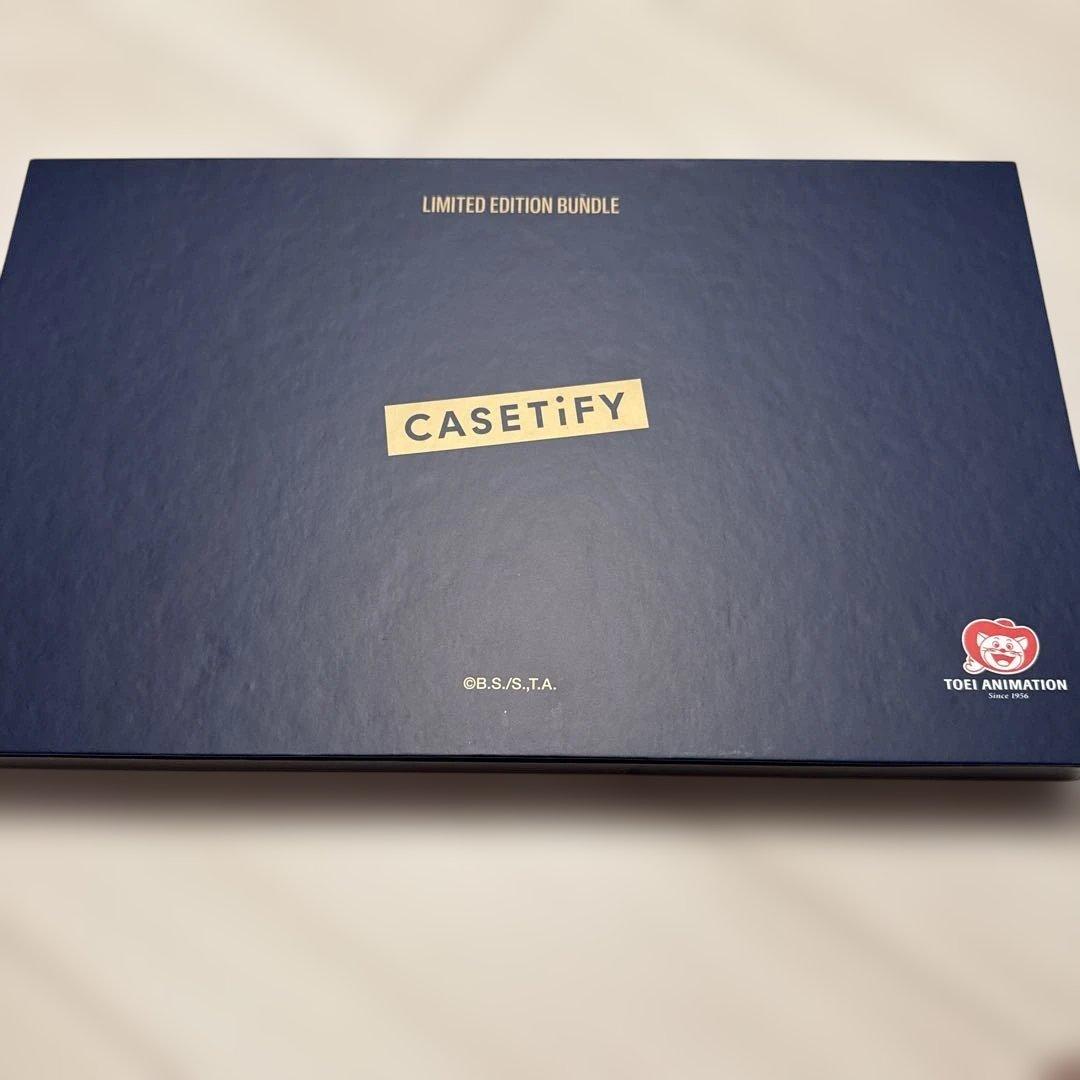 LIMITED EDITION BUNDLE
CASETiFY
©B.S./S.,T.A.
TOEI ANIMATION
Since 1956